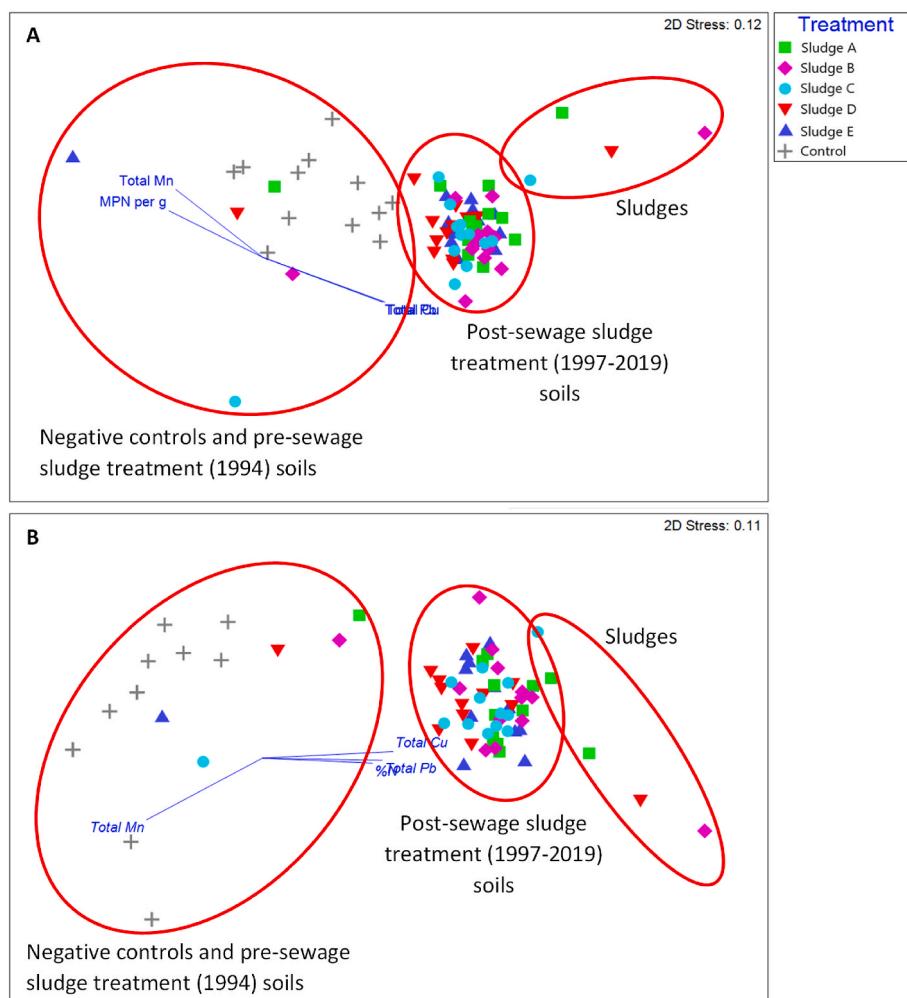 A
2D Stress: 0.12
Treatment
Sludge A
Sludge B
Sludge C
Sludge D
Sludge E
Control
Total Mn
MPN per g
Sludges
Post-sewage sludge
treatment (1997-2019)
soils
Negative controls and pre-sewage
sludge treatment (1994) soils
B
2D Stress: 0.11
Sludges
Total Cu
%N
Total Pb
Total Mn
Post-sewage sludge
treatment (1997-2019)
soils
Negative controls and pre-sewage
sludge treatment (1994) soils